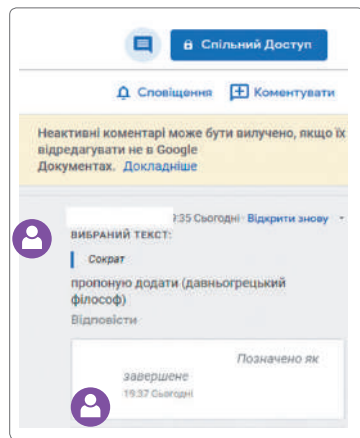 Спільний Доступ
Сповіщення Коментувати
Неактивні коментарі може бути вилучено, якщо їх
відредагувати не в Google
Документах. Докладніше
9:35 Сьогодні Відкрити знову
ВИБРАНИЙ ТЕКСТ:
Сократ
пропоную додати (давньогрецький
філософ)
Відповісти
Позначено як
завершене
19:37 Сьогодні